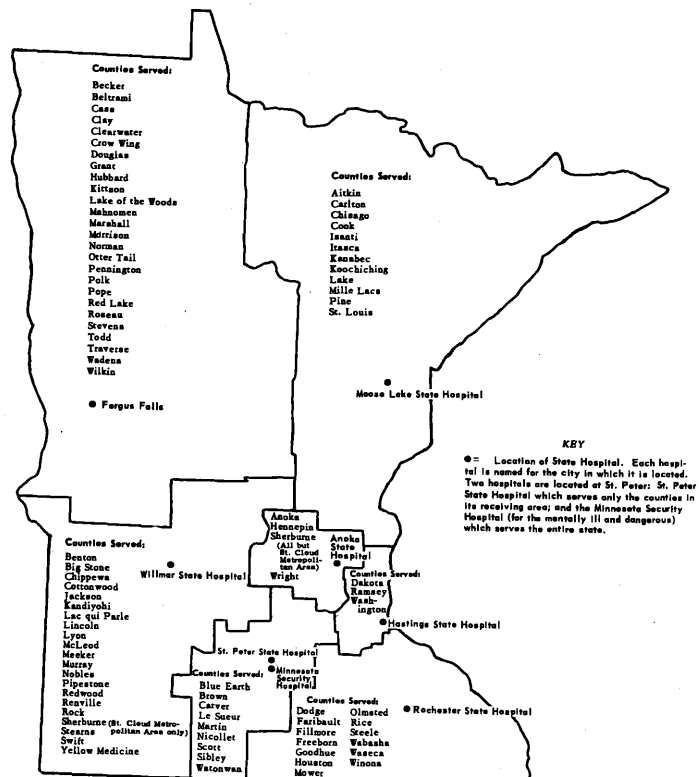 Counties Served:
Becker
Beltrami
Cass
Clay
Clearwater
Crow Wing
Douglas
Grant
Hubbard
Kittson
Lake of the Woods
Mahnomen
Marshall
Morrison
Norman
Otter Tail
Pennington
Polk
Pope
Red Lake
Roseau
Stevens
Todd
Traverse
Wadena
Wilkin
Fergus Falls
Counties Served:
Aitkin
Carlton
Chisago
Cook
Isanti
Itasca
Kanabec
Koochiching
Lake
Mille Lacs
Pine
St. Louis
Moose Lake State Hospital
KEY
●= Location of State Hospital. Each hospi-
tal is named for the city in which it is located.
Two hospitals are located at St. Peter: St. Peter
State Hospital which serves only the counties in
its receiving area; and the Minnesota Security
Hospital (for the mentally ill and dangerous)
which serves the entire state.
Counties Served:
Benton
Big Stone
Chippewa
Cottonwood
Jackson
Kandiyohi
Lac qui Parle
Lincoln
Lyon
McLeod
Meeker
Murray
Nobles
Pipestone
Redwood
Renville
Rock
Sherburne (St. Cloud Metro-
Stearns politan Area only)
Swift
Yellow Medicine
Willmar State Hospital
Anoka
Hennepin
Sherburne
(All but
St. Cloud
Metropoli-
tan Area)
Wright
Anoka
State
Hospital
Counties Served:
Dakota
Ramsey
Wash-
ington
Hastings State Hospital
St. Peter State Hospital
Minnesota
Security
Hospital
Counties Served:
Blue Earth
Brown
Carver
Le Sueur
Martin
Nicollet
Scott
Sibley
Watonwan
Counties Served:
Dodge Olmsted
Faribault Rice
Fillmore Steele
Freeborn Wabasha
Goodhue Waseca
Houston Winona
Mower
Rochester State Hospital